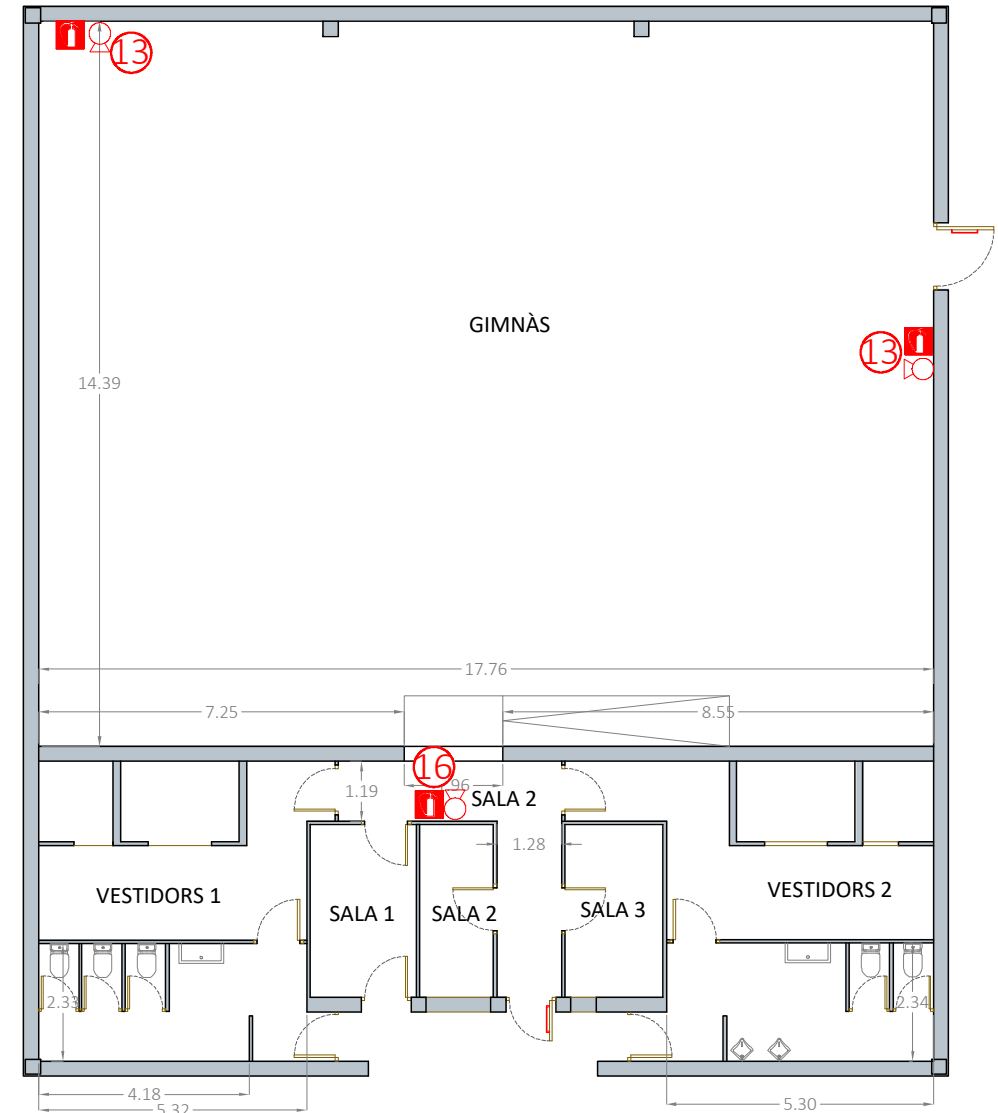 13
GIMNÀS
13
14.39
17.76
7.25
8.55
16
1.19
.96
SALA 2
1.28
VESTIDORS 1
VESTIDORS 2
SALA 1
SALA 2
SALA 3
2.33
2.34
4.18
5.32
5.30